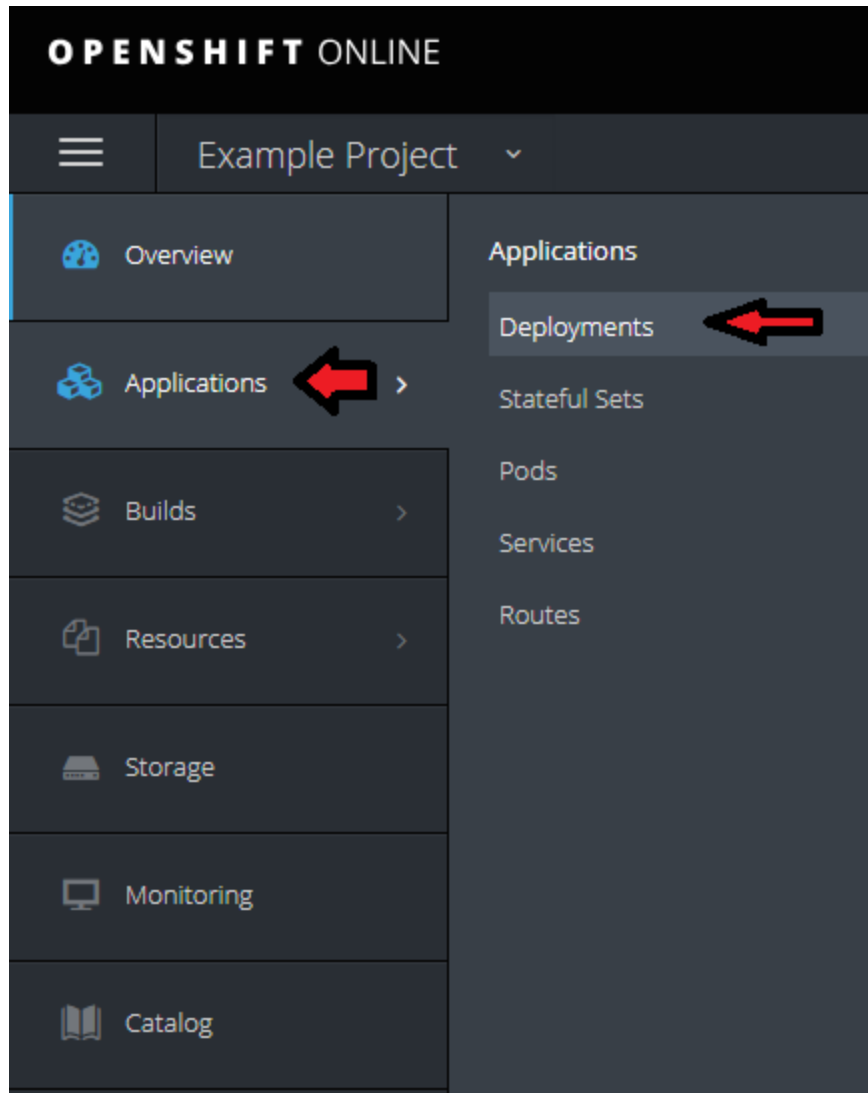 OPENSHIFT ONLINE
Example Project
Overview
Applications
Builds
Resources
Storage
Monitoring
Catalog
Applications
Deployments
Stateful Sets
Pods
Services
Routes